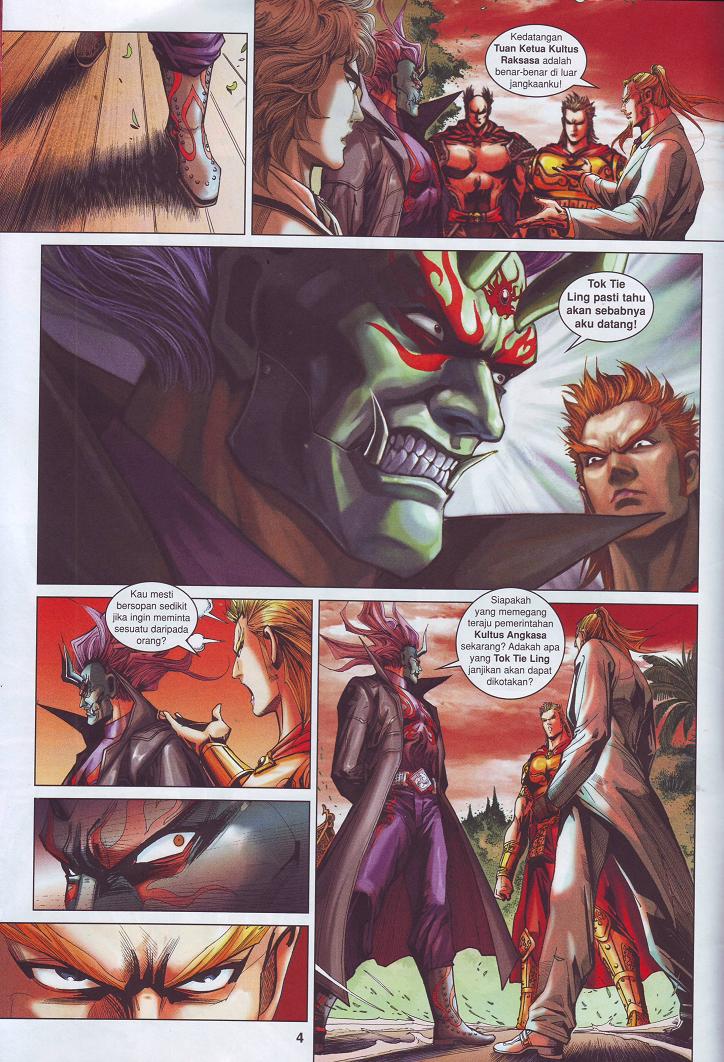 Kedatangan
Tuan Ketua Kultus
Raksasa adalah
benar-benar di luar
jangkaanku!
Tok Tie
Ling pasti tahu
akan sebabnya
aku datang!
Kau mesti
bersopan sedikit
jika ingin meminta
sesuatu daripada
orang!
Siapakah
yang memegang
teraju pemerintahan
Kultus Angkasa
sekarang? Adakah apa
yang Tok Tie Ling
janjikan akan dapat
dikotakan?
4